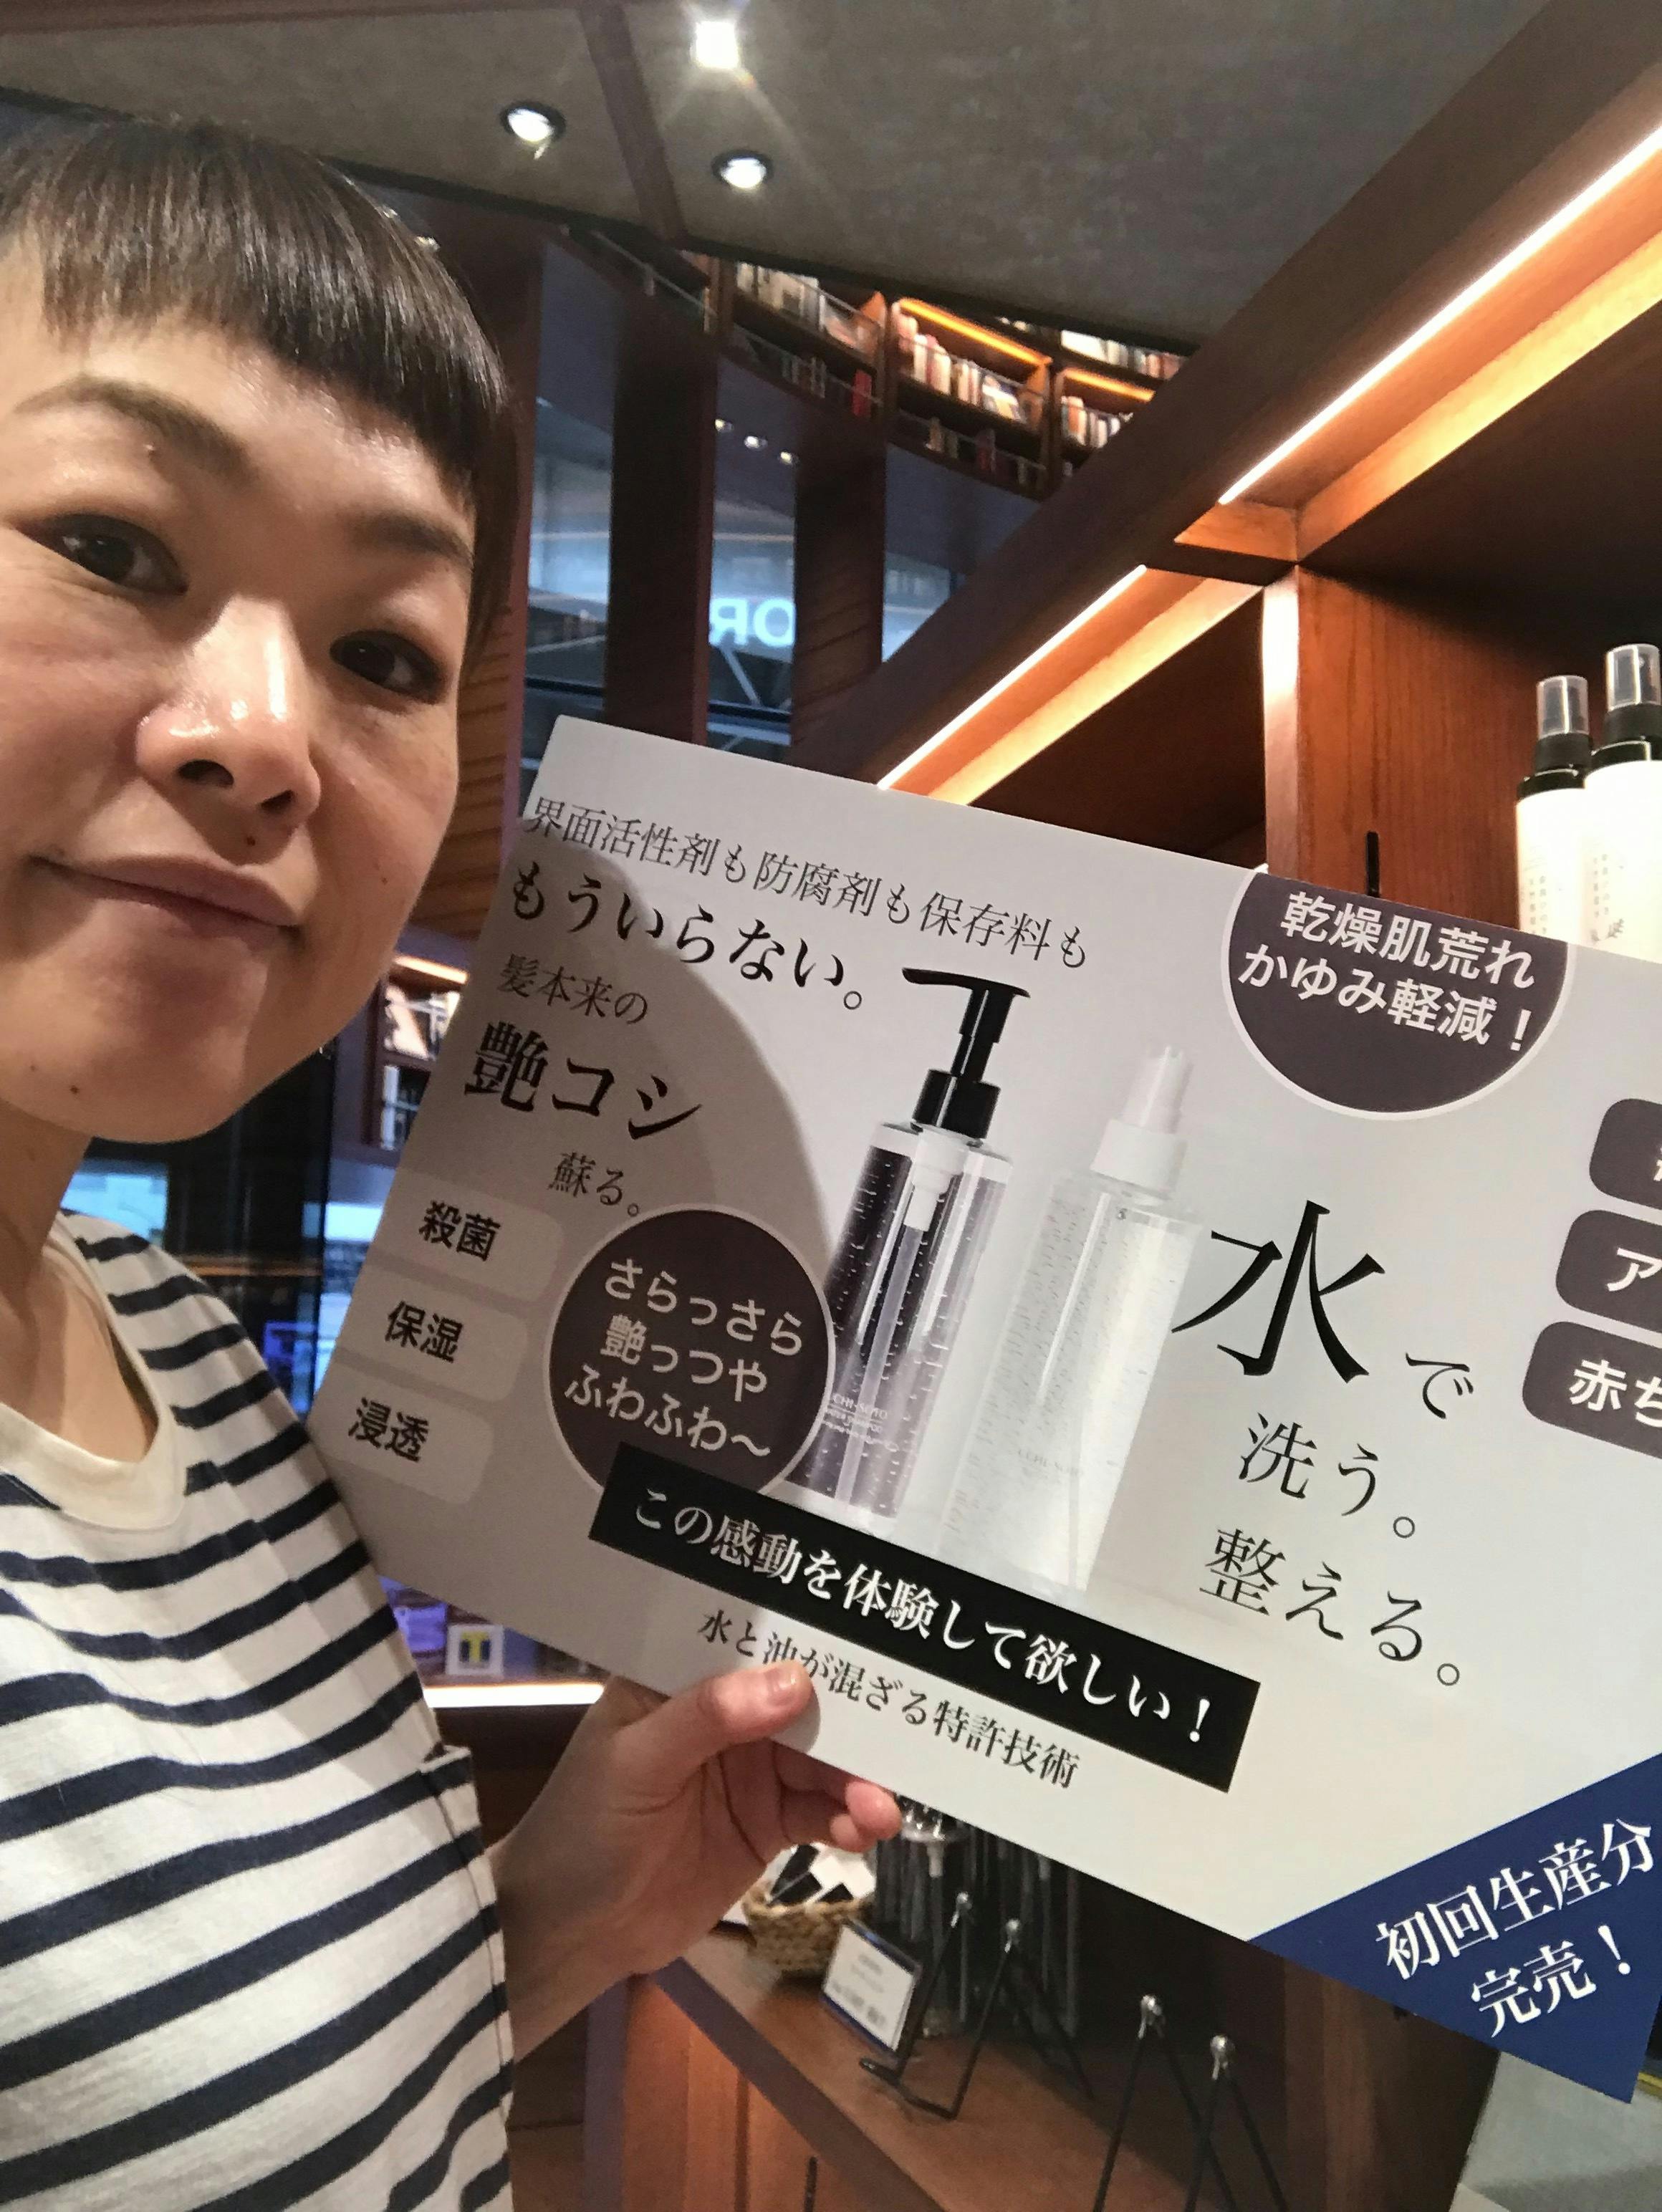 界面活性剤も防腐剤も保存料も
もういらない。
髪本来の
艶コシ
蘇る。
殺菌
保湿
浸透
さらっさら
艶っつや
ふわふわ〜
乾燥肌荒れ
かゆみ軽減！
水で
洗う。
整える。
ア
赤ち
この感動を体験して欲しい！
水と油が混ざる特許技術
初回生産分
完売！